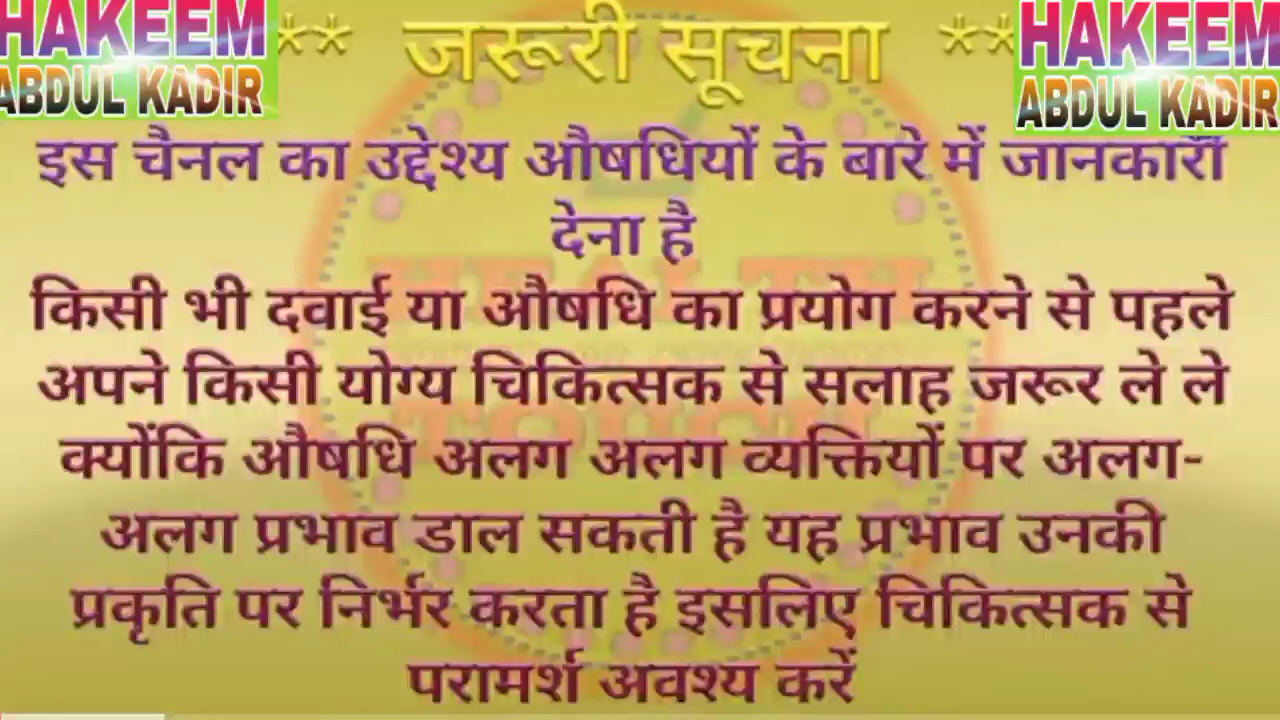 HAKEEM
ABDUL KADIR
** जरूरी सूचना **
HAKEEM
ABDUL KADIR
इस चैनल का उद्देश्य औषधियों के बारे में जानकारी
देना है
किसी भी दवाई या औषधि का प्रयोग करने से पहले
अपने किसी योग्य चिकित्सक से सलाह जरूर ले ले
क्योंकि औषधि अलग अलग व्यक्तियों पर अलग-
अलग प्रभाव डाल सकती है यह प्रभाव उनकी
प्रकृति पर निर्भर करता है इसलिए चिकित्सक से
परामर्श अवश्य करें
HEALTH
TOUCH